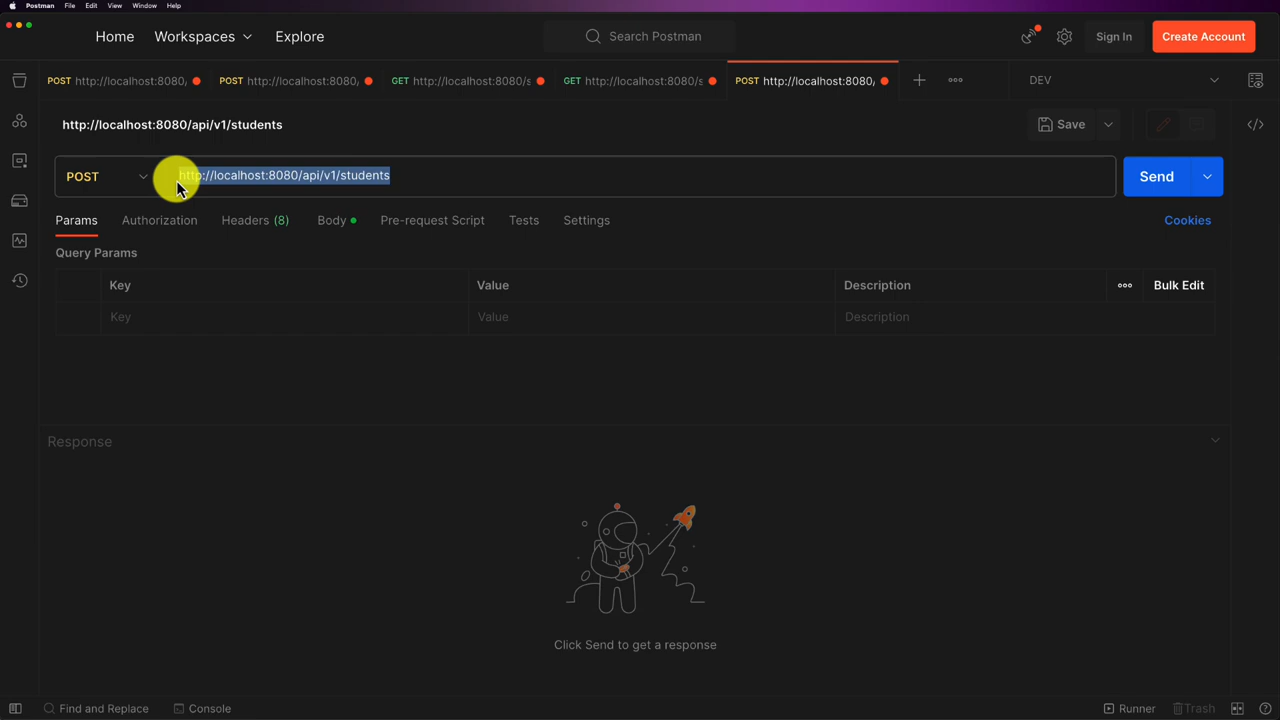 Postman File Edit View Window Help
Home Workspaces Explore Search Postman Sign In Create Account
POST http://localhost:8080/ POST http://localhost:8080/ GET http://localhost:8080/s GET http://localhost:8080/s POST http://localhost:8080/ DEV
http://localhost:8080/api/v1/students Save
POST http://localhost:8080/api/v1/students Send
Params Authorization Headers (8) Body Pre-request Script Tests Settings Cookies
Query Params
Key Value Description Bulk Edit
Key Value Description
Response
Click Send to get a response
Find and Replace Console Runner Trash